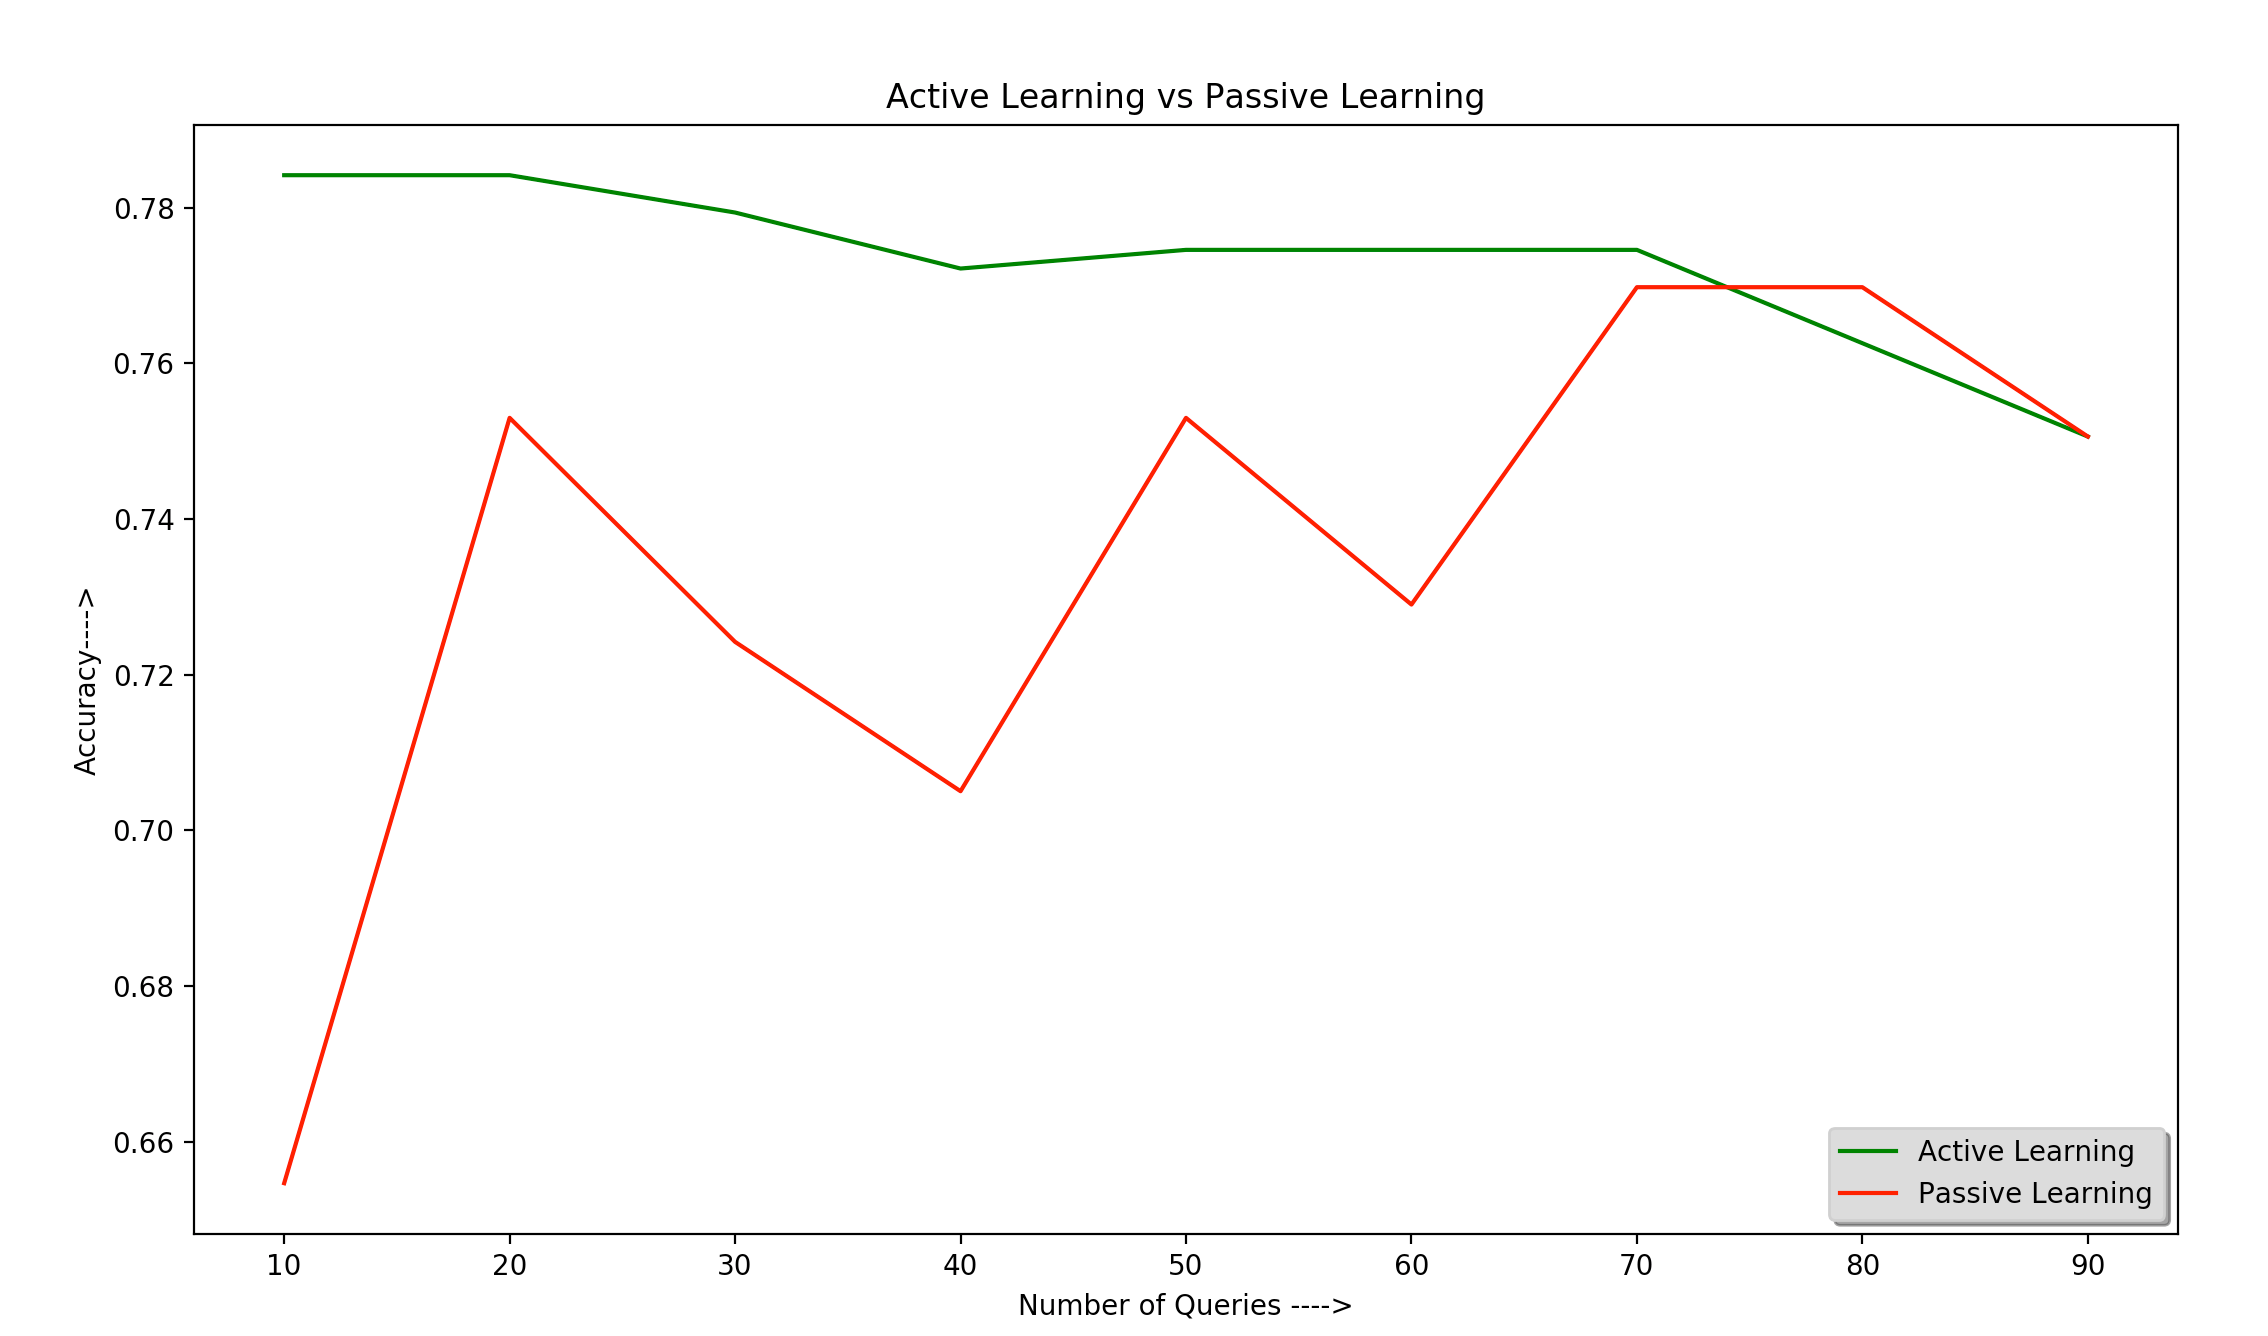 Active Learning vs Passive Learning
0.78
0.76
0.74
0.72
0.70
0.68
0.66
Accuracy---->
10 20 30 40 50 60 70 80 90
Number of Queries ---->
Active Learning
Passive Learning